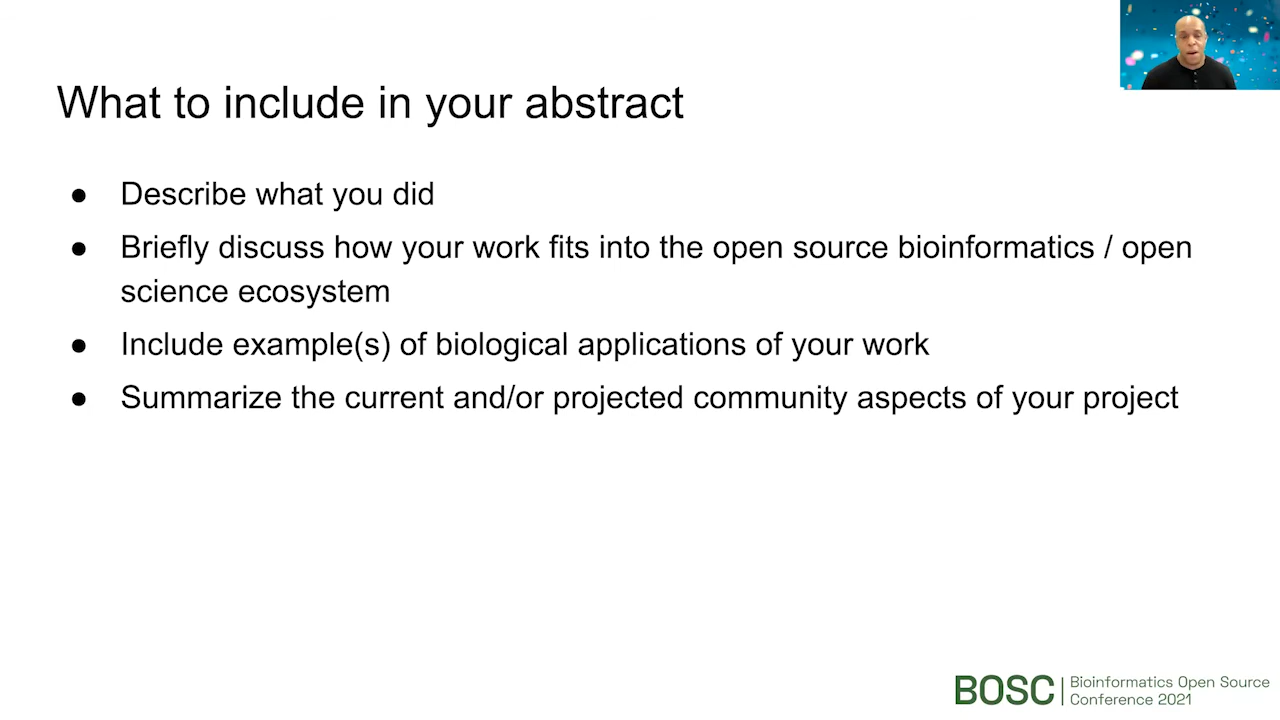 What to include in your abstract
● Describe what you did
● Briefly discuss how your work fits into the open source bioinformatics / open
science ecosystem
● Include example(s) of biological applications of your work
● Summarize the current and/or projected community aspects of your project
BOSC | Bioinformatics Open Source
Conference 2021